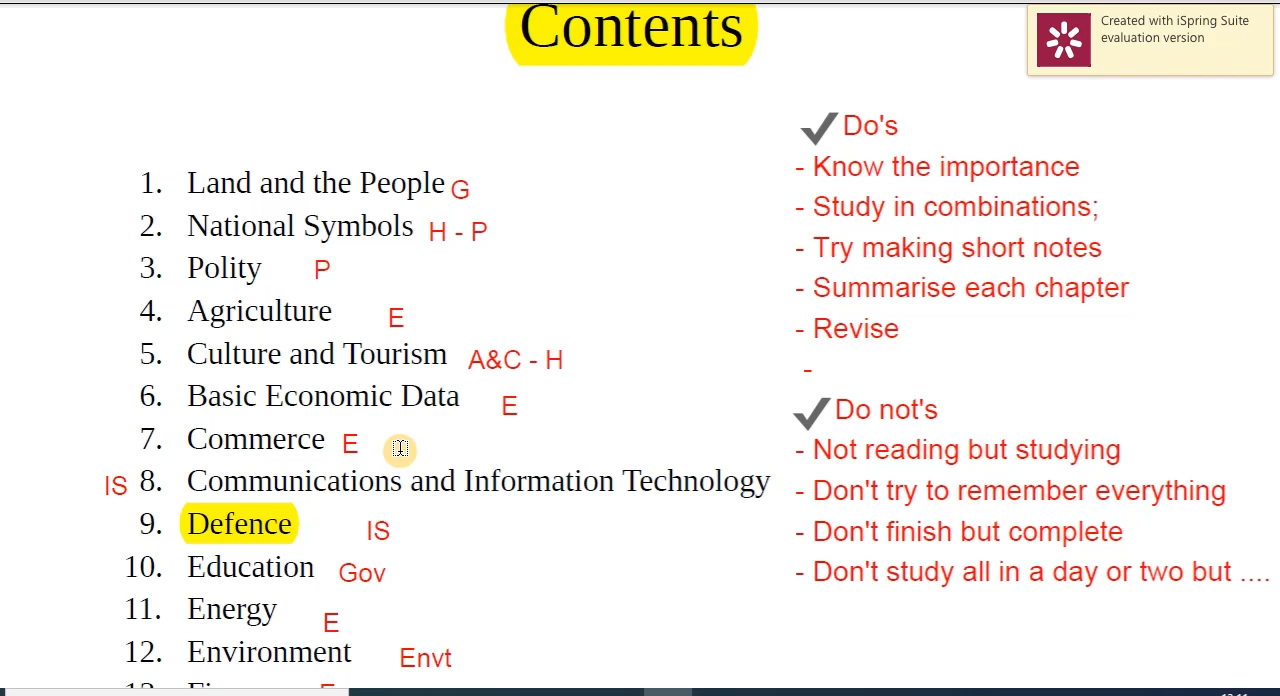 Contents
Created with iSpring Suite
evaluation version
1. Land and the People G
2. National Symbols H - P
3. Polity P
4. Agriculture E
5. Culture and Tourism A&C - H
6. Basic Economic Data E
7. Commerce E
IS 8. Communications and Information Technology
9. Defence IS
10. Education Gov
11. Energy E
12. Environment Envt
Do's
- Know the importance
- Study in combinations;
- Try making short notes
- Summarise each chapter
- Revise
-
Do not's
- Not reading but studying
- Don't try to remember everything
- Don't finish but complete
- Don't study all in a day or two but ....